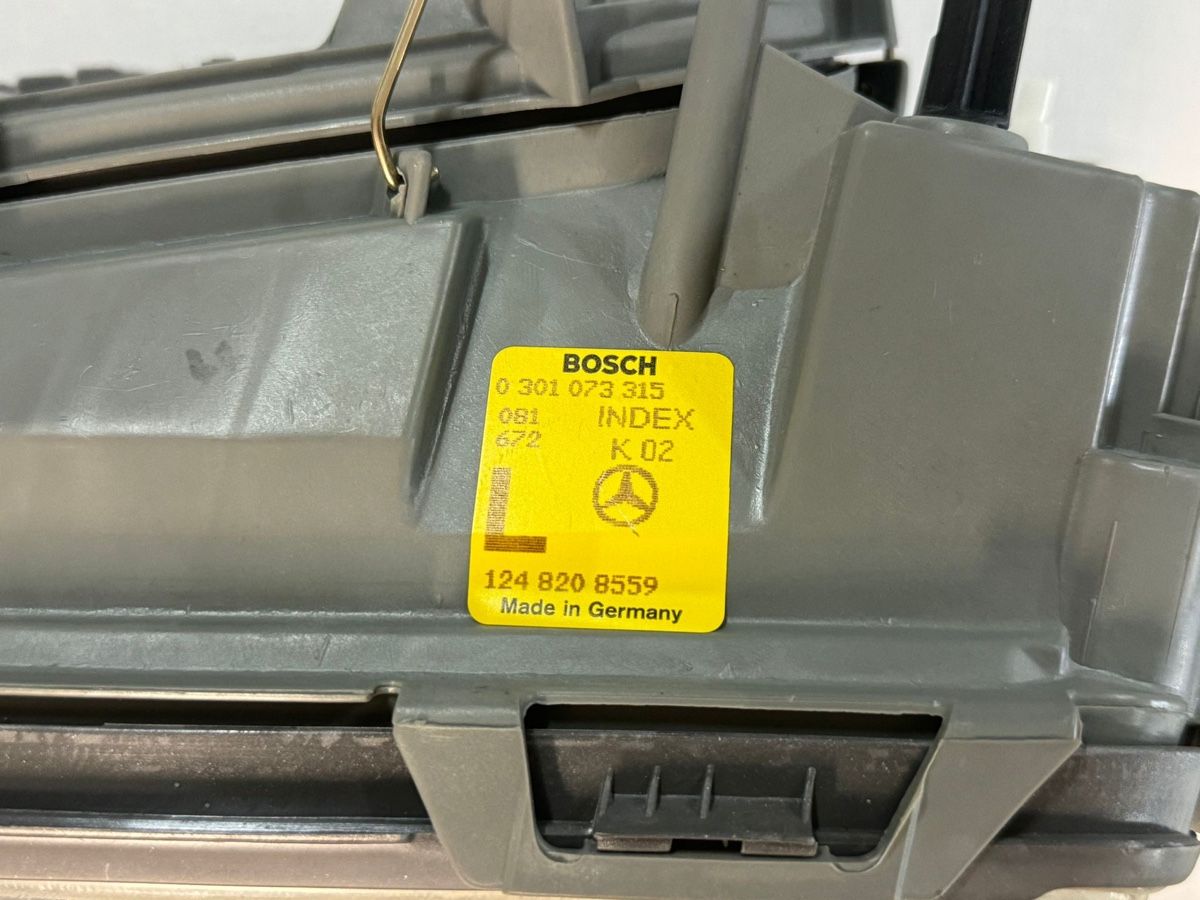 BOSCH
0 301 073 315
081 INDEX
672 K 02
L
124 820 8559
Made in Germany